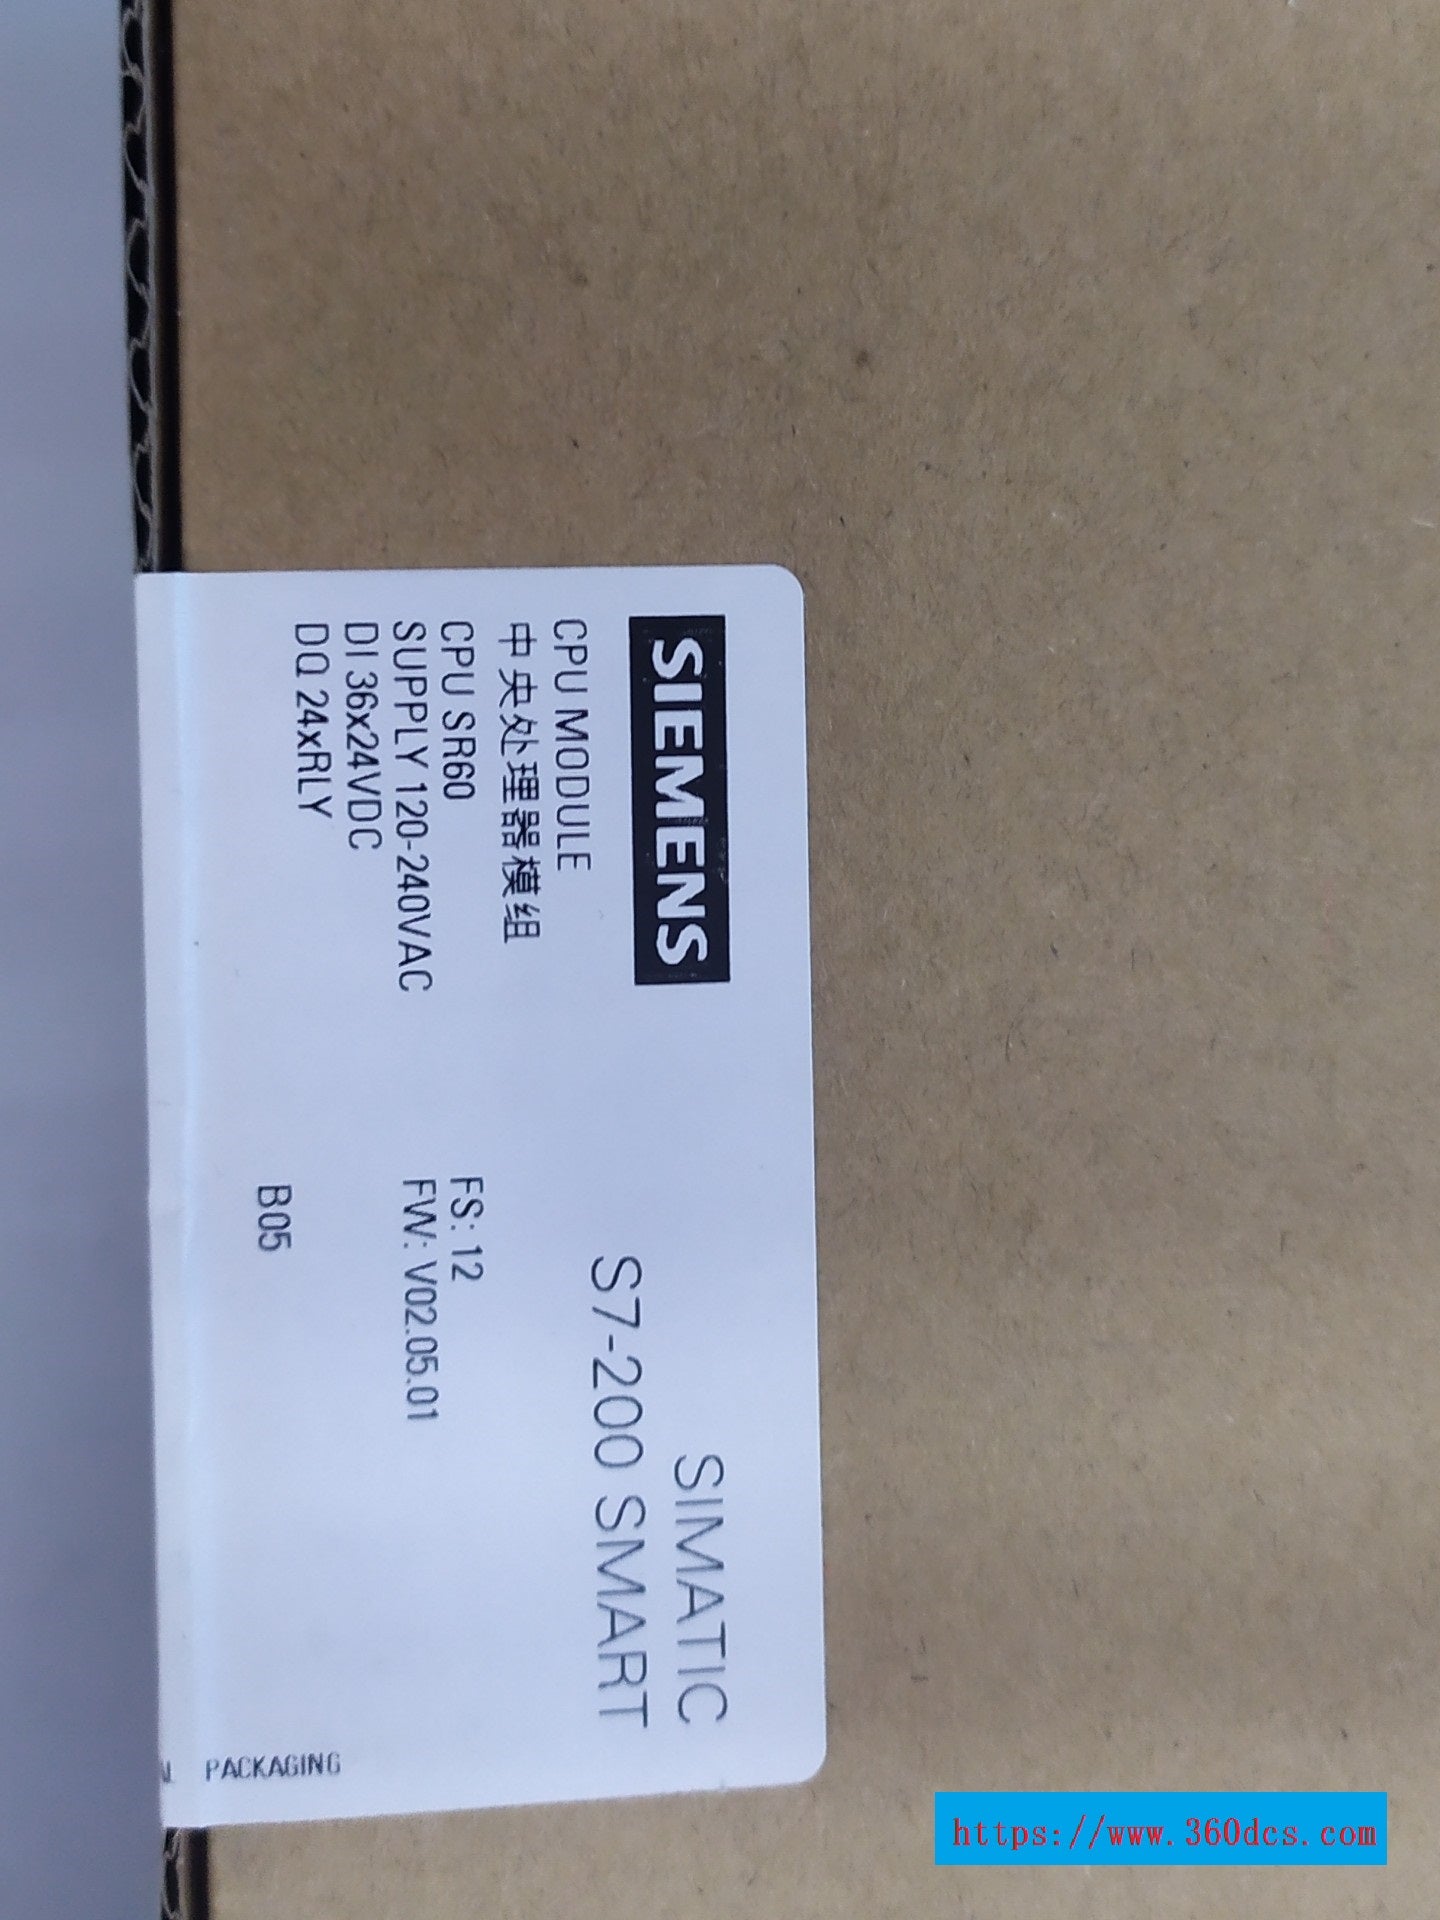 SIEMENS
SIMATIC
S7-200 SMART
CPU MODULE
中央处理器模组
CPU SR60
SUPPLY 120-240VAC
DI 36x24VDC
DQ 24xRLY
FS: 12
FW: V02.05.01
B05
PACKAGING
https://www.360dcs.com